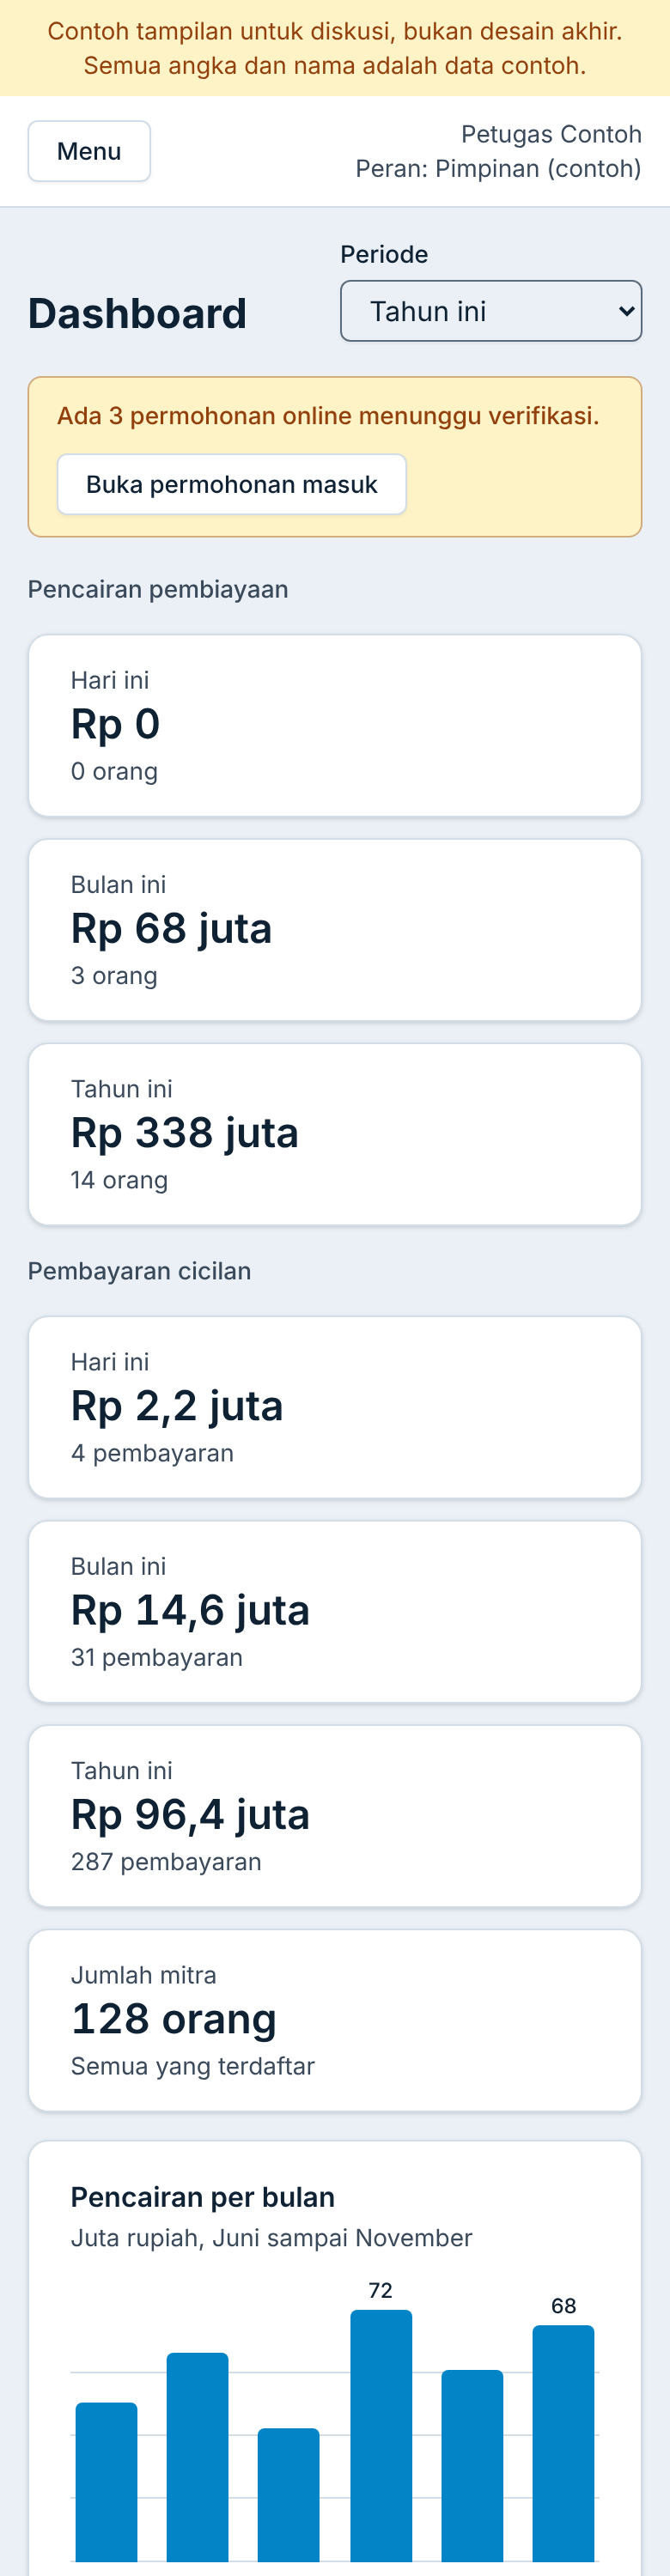 Contoh tampilan untuk diskusi, bukan desain akhir.
Semua angka dan nama adalah data contoh.
Menu
Petugas Contoh
Peran: Pimpinan (contoh)
Dashboard
Periode
Tahun ini
Ada 3 permohonan online menunggu verifikasi.
Buka permohonan masuk
Pencairan pembiayaan
Hari ini
Rp 0
0 orang
Bulan ini
Rp 68 juta
3 orang
Tahun ini
Rp 338 juta
14 orang
Pembayaran cicilan
Hari ini
Rp 2,2 juta
4 pembayaran
Bulan ini
Rp 14,6 juta
31 pembayaran
Tahun ini
Rp 96,4 juta
287 pembayaran
Jumlah mitra
128 orang
Semua yang terdaftar
Pencairan per bulan
Juta rupiah, Juni sampai November
72
68